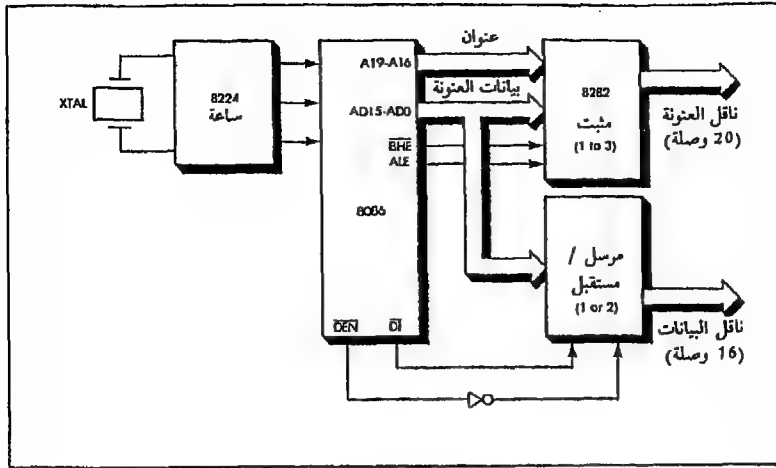 XTAL
8224
ساعة
A19-A16
AD15-AD0
BHE
ALE
8086
DEN
DT
عنوان
بيانات العنونة
8282
مثبت
(1 to 3)
ناقل العنونة
(20 وصلة)
مرسل /
مستقبل
(1 or 2)
ناقل البيانات
(16 وصلة)